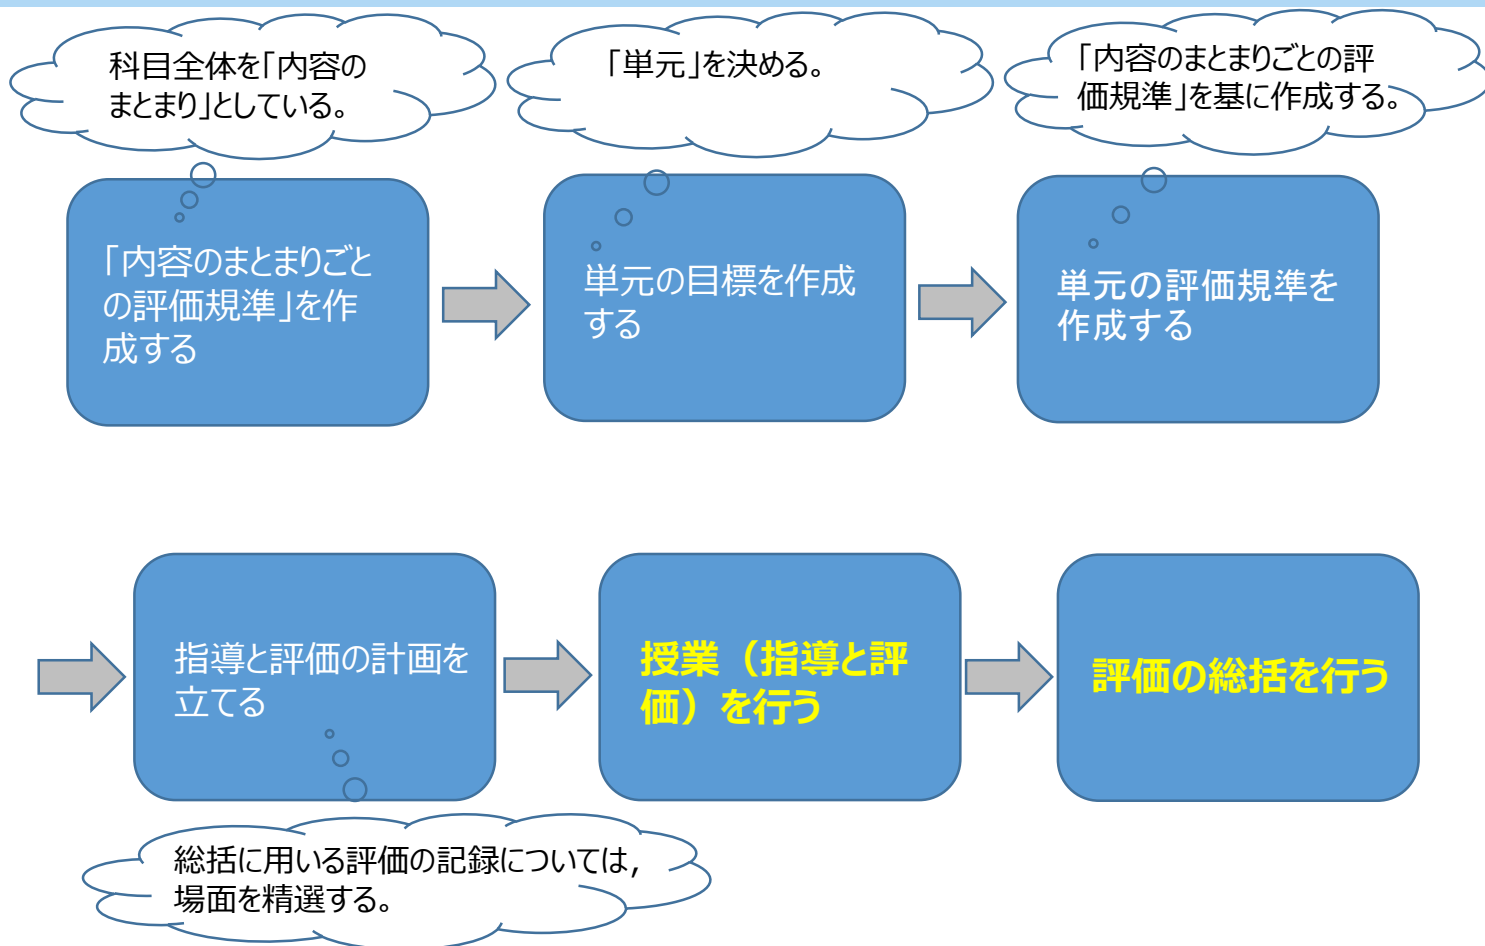 科目全体を「内容の
まとまり」としている。
「単元」を決める。
「内容のまとまりごとの評
価規準」を基に作成する。
「内容のまとまりごと
の評価規準」を作
成する
単元の目標を作成
する
単元の評価規準を
作成する
指導と評価の計画を
立てる
授業（指導と評
価）を行う
評価の総括を行う
総括に用いる評価の記録については,
場面を精選する。